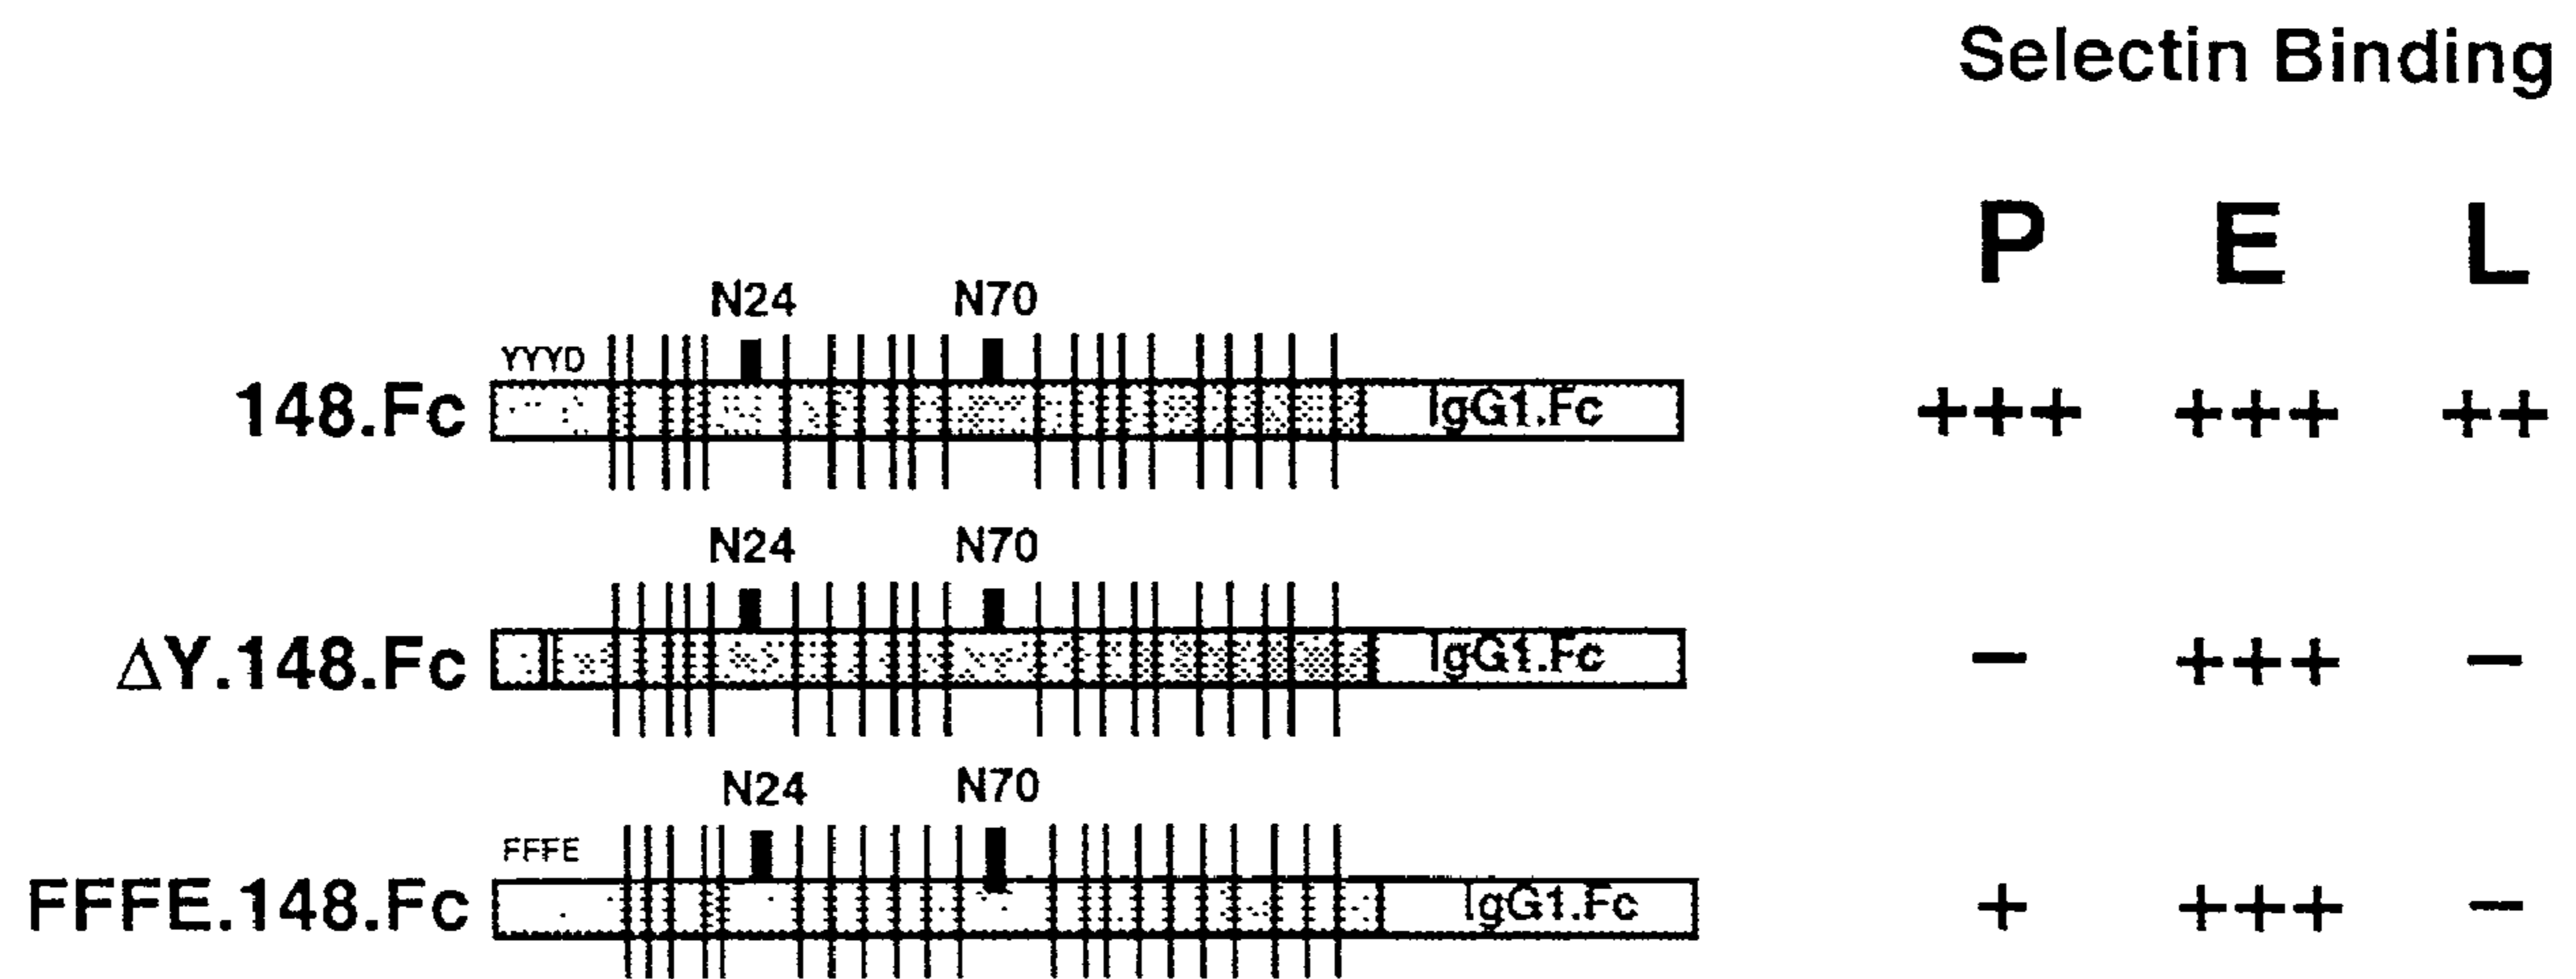 Selectin Binding
P E L
N24 N70
YYYD
148.Fc IgG1.Fc +++ +++ ++
N24 N70
ΔY.148.Fc IgG1.Fc − +++ −
N24 N70
FFFE
FFFE.148.Fc IgG1.Fc + +++ −